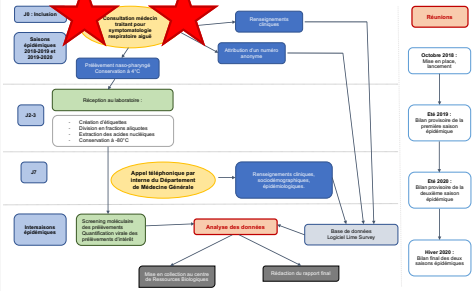 J0 : Inclusion
Saisons
épidémiques
2018-2019 et
2019-2020
Consultation médecin
traitant pour
symptomatologie
respiratoire aiguë
Renseignements
cliniques
Attribution d'un numéro
anonyme
Prélèvement naso-pharyngé
Conservation à 4°C
J2-3
Réception au laboratoire :
- Création d'étiquettes
- Division en fractions aliquotes
- Extraction des acides nucléiques
- Conservation à -80°C
J7
Appel téléphonique par
interne du Département
de Médecine Générale
Renseignements cliniques,
sociodémographiques,
épidémiologiques.
Intersaisons
épidémiques
Screening moléculaire
des prélèvements
Quantification virale des
prélèvements d'intérêt
Analyse des données
Base de données
Logiciel Lime Survey
Mise en collection au centre
de Ressources Biologiques
Rédaction du rapport final
Réunions
Octobre 2018 :
Mise en place,
lancement
Eté 2019 :
Bilan provisoire de la
première saison
épidémique
Eté 2020 :
Bilan provisoire de la
deuxième saison
épidémique
Hiver 2020 :
Bilan final des deux
saisons épidémiques